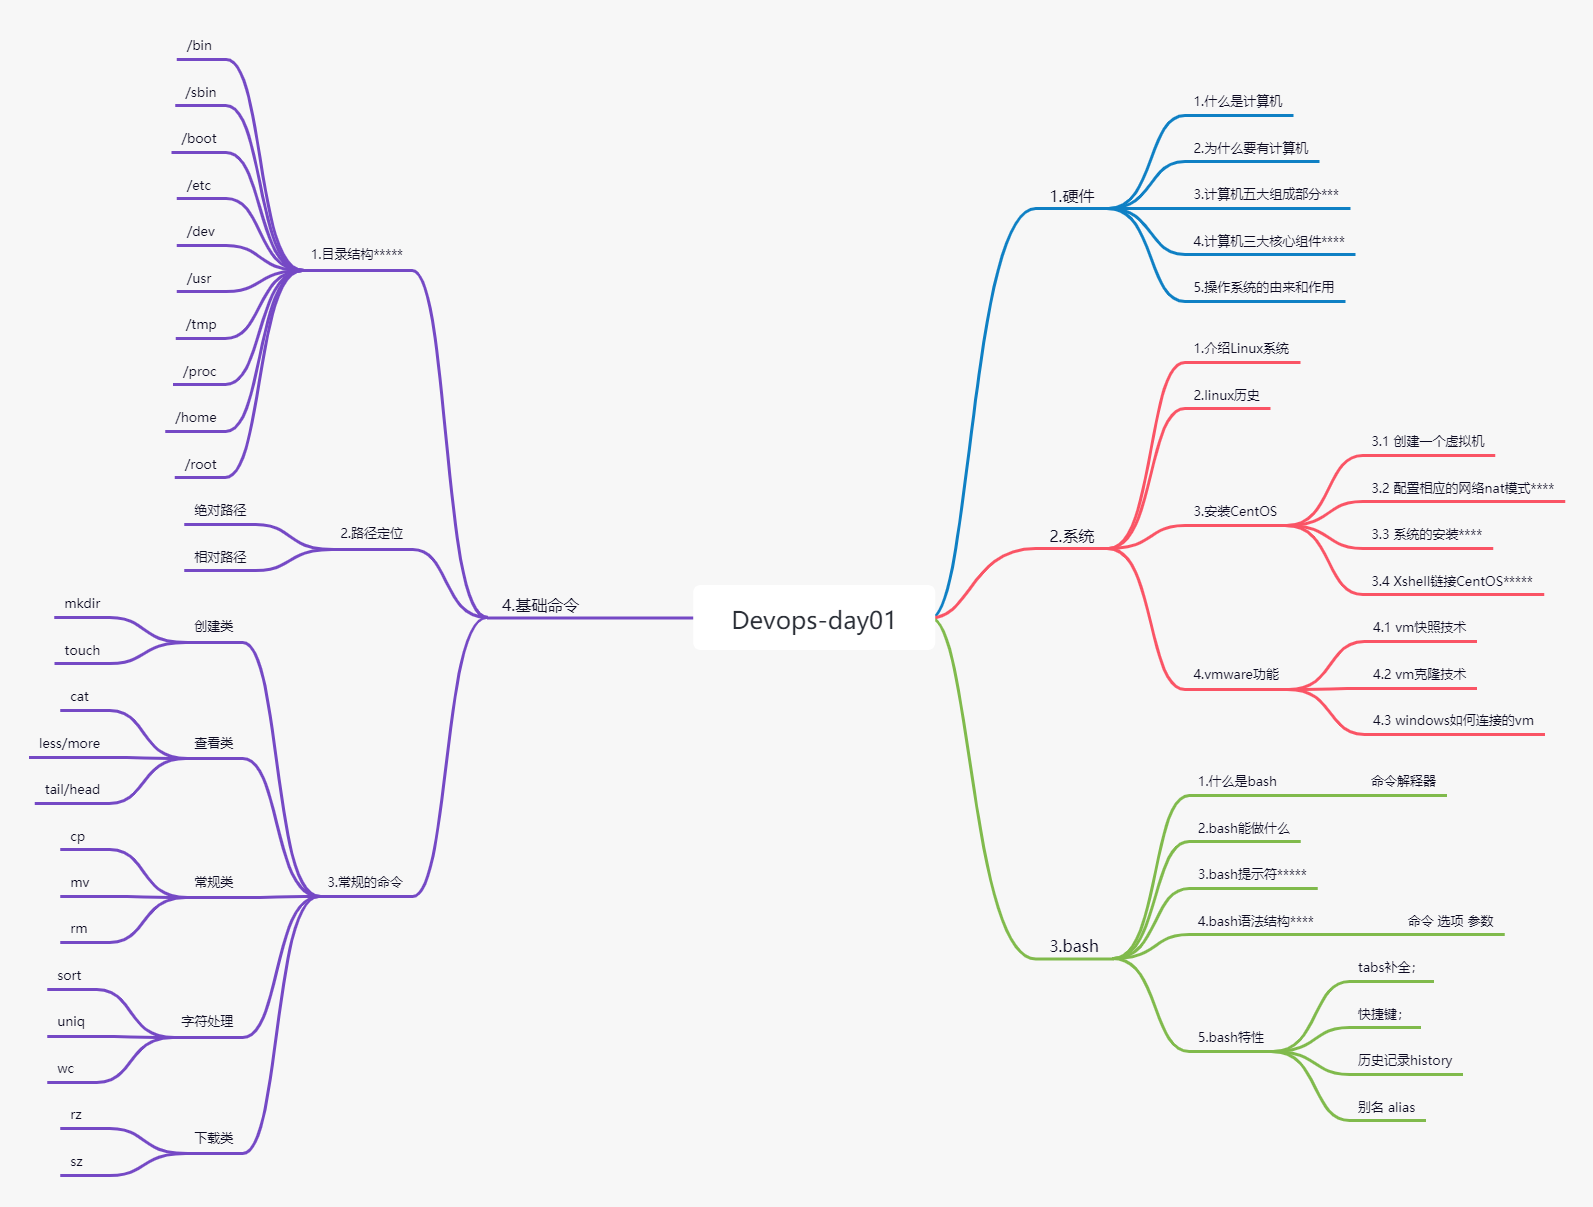 Devops-day01
1.硬件
1.什么是计算机
2.为什么要有计算机
3.计算机五大组成部分***
4.计算机三大核心组件****
5.操作系统的由来和作用
2.系统
1.介绍Linux系统
2.linux历史
3.安装CentOS
3.1 创建一个虚拟机
3.2 配置相应的网络nat模式****
3.3 系统的安装****
3.4 Xshell链接CentOS*****
4.vmware功能
4.1 vm快照技术
4.2 vm克隆技术
4.3 windows如何连接的vm
3.bash
1.什么是bash
命令解释器
2.bash能做什么
3.bash提示符*****
4.bash语法结构****
命令 选项 参数
5.bash特性
tabs补全；
快捷键；
历史记录history
别名 alias
4.基础命令
1.目录结构*****
/bin
/sbin
/boot
/etc
/dev
/usr
/tmp
/proc
/home
/root
2.路径定位
绝对路径
相对路径
3.常规的命令
创建类
mkdir
touch
查看类
cat
less/more
tail/head
常规类
cp
mv
rm
字符处理
sort
uniq
wc
下载类
rz
sz